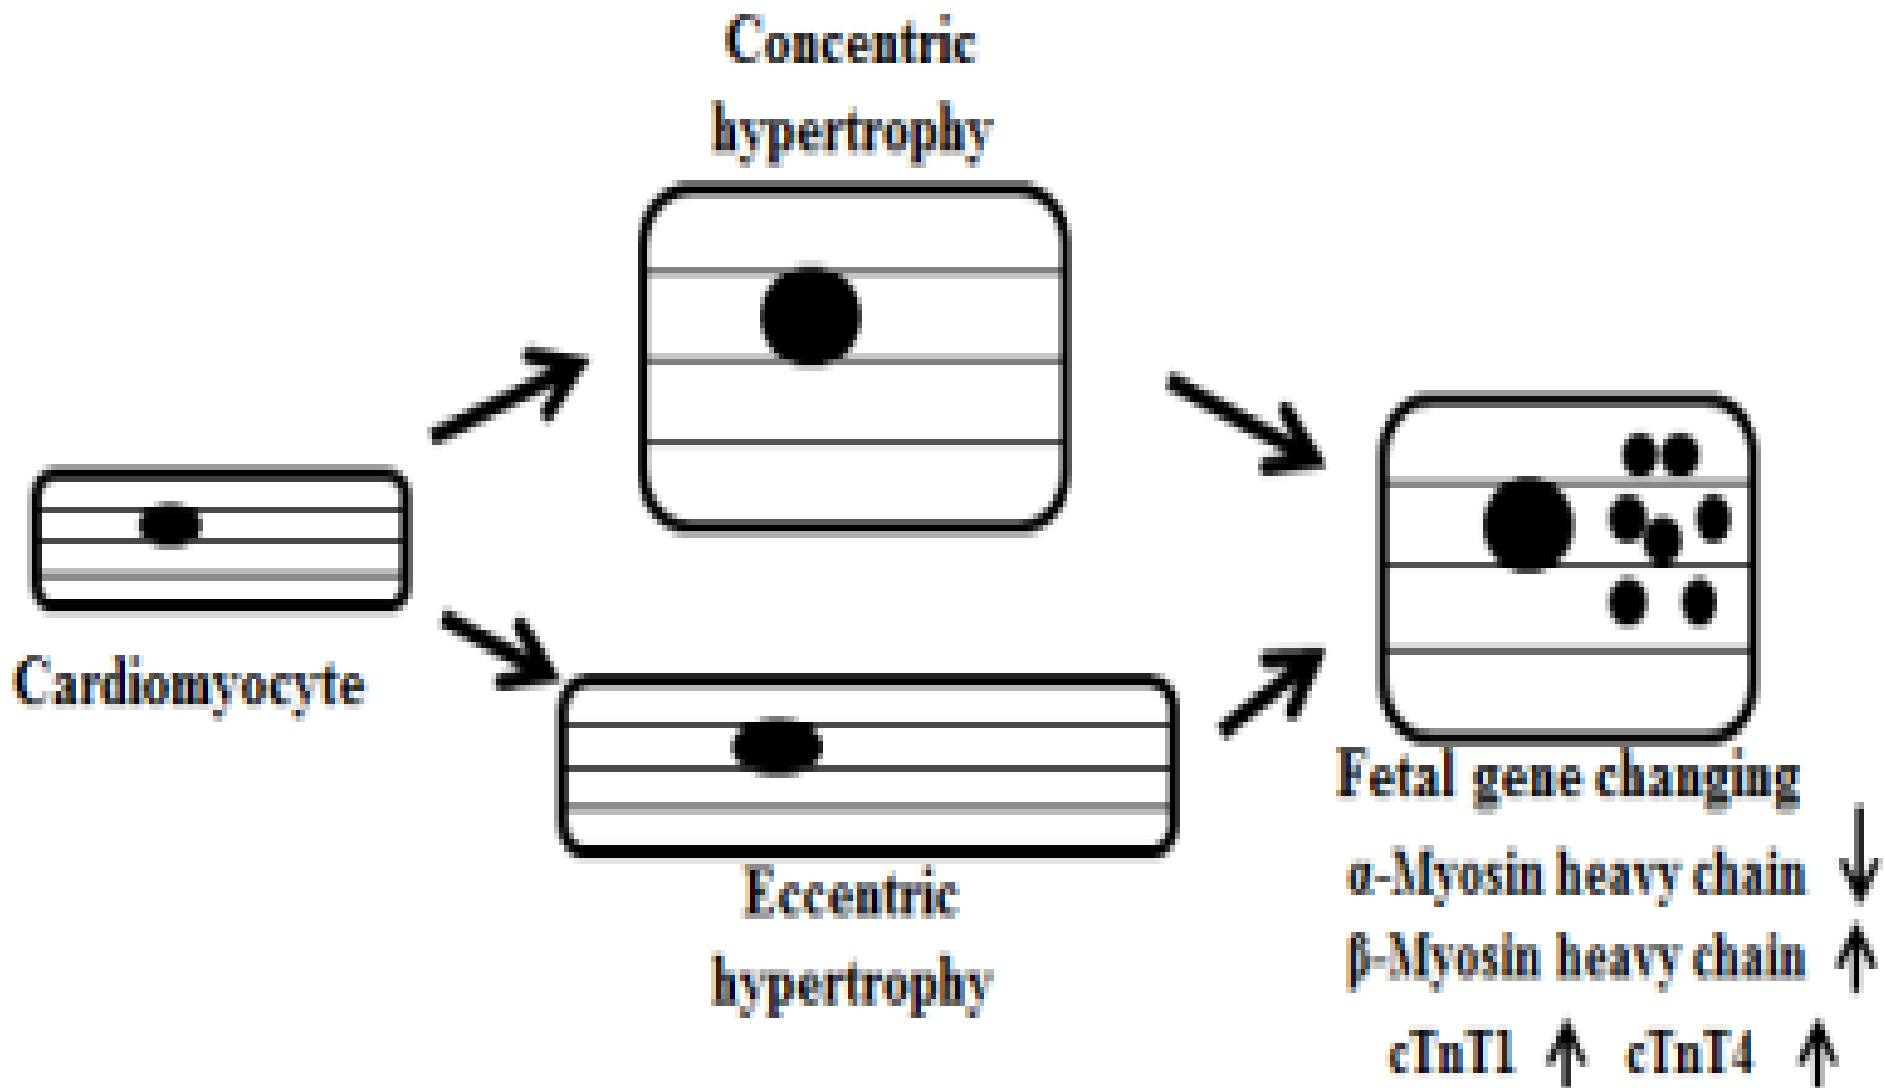 Concentric
hypertrophy
Cardiomyocyte
Eccentric
hypertrophy
Fetal gene changing
α-Myosin heavy chain ↓
β-Myosin heavy chain ↑
cTnT1 ↑ cTnT4 ↑